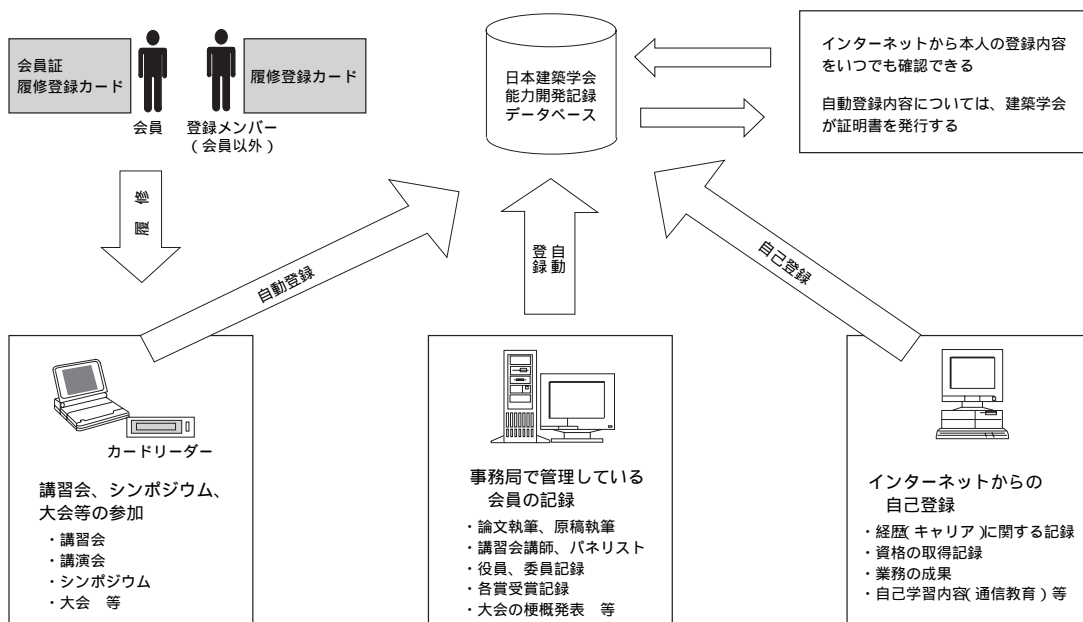 会員証
履修登録カード
会員
登録メンバー
(会員以外)
履修登録カード
日本建築学会
能力開発記録
データベース
インターネットから本人の登録内容
をいつでも確認できる
自動登録内容については、建築学会
が証明書を発行する
履修
自動登録
自動
登録
自己登録
カードリーダー
講習会、シンポジウム、
大会等の参加
・講習会
・講演会
・シンポジウム
・大会 等
事務局で管理している
会員の記録
・論文執筆、原稿執筆
・講習会講師、パネリスト
・役員、委員記録
・各賞受賞記録
・大会の梗概発表 等
インターネットからの
自己登録
・経歴(キャリア)に関する記録
・資格の取得記録
・業務の成果
・自己学習内容(通信教育)等